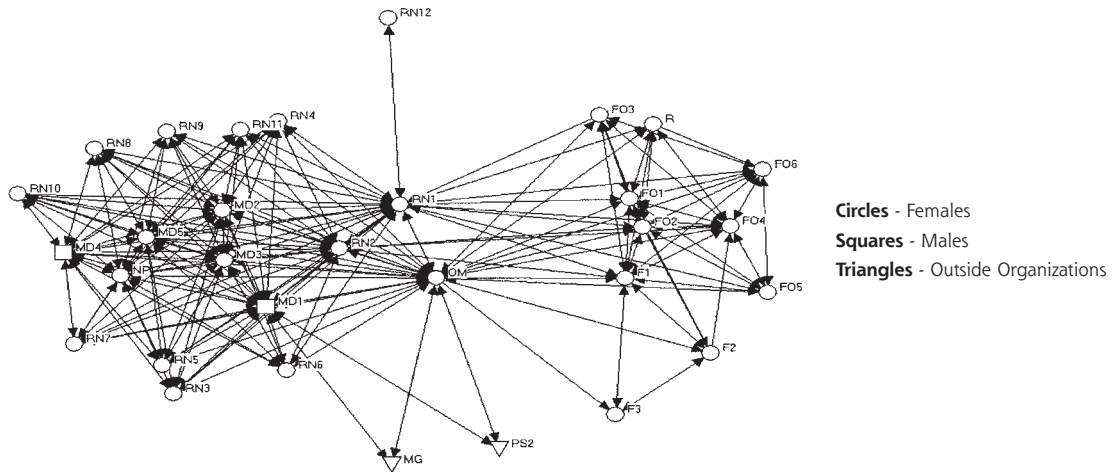 RN12
FO3
R
RN9
RN11
RN4
RN8
FO6
RN10
RN1
FO1
MD2
FO2
FO4
MD5
MD4
RN2
MD3
NP
OM
F1
FO5
MD1
RN7
F2
RN5
RN6
RN3
F3
PS2
MG
Circles - Females
Squares - Males
Triangles - Outside Organizations